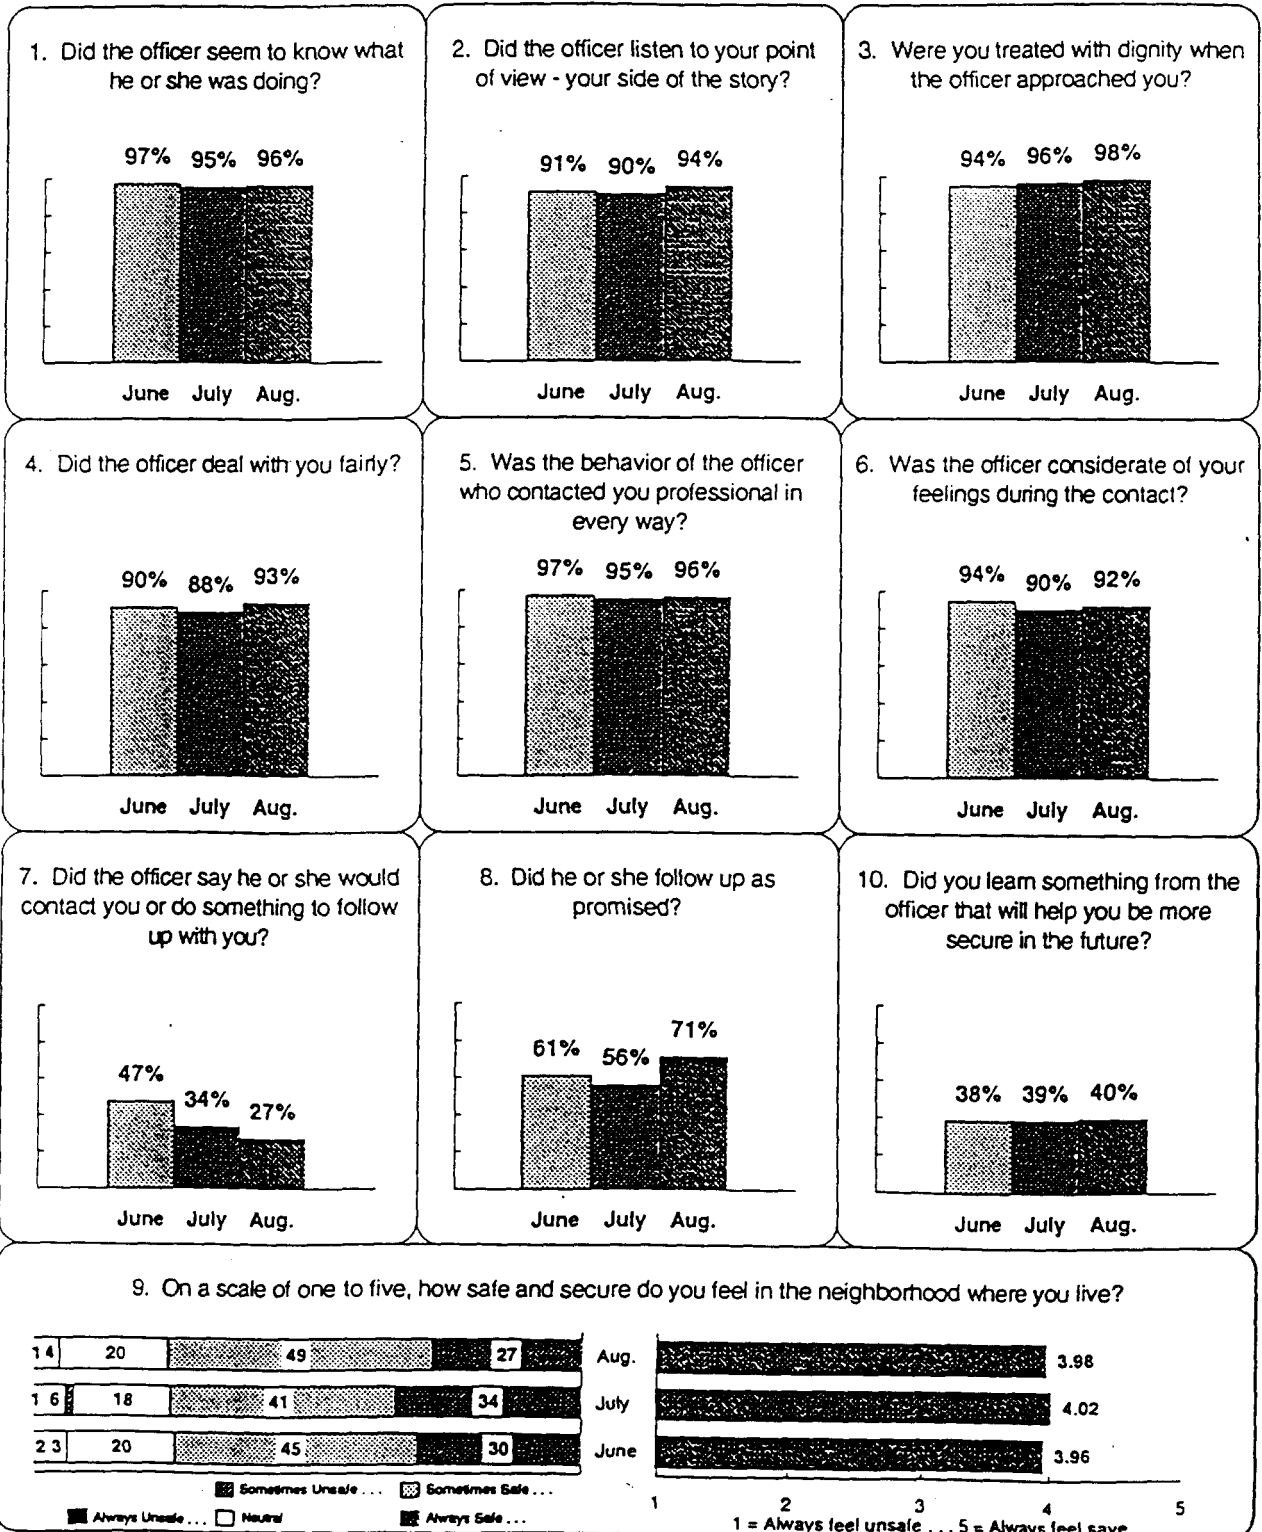 1. Did the officer seem to know what
he or she was doing?
97% 95% 96%
June July Aug.
2. Did the officer listen to your point
of view - your side of the story?
91% 90% 94%
June July Aug.
3. Were you treated with dignity when
the officer approached you?
94% 96% 98%
June July Aug.
4. Did the officer deal with you fairly?
90% 88% 93%
June July Aug.
5. Was the behavior of the officer
who contacted you professional in
every way?
97% 95% 96%
June July Aug.
6. Was the officer considerate of your
feelings during the contact?
94% 90% 92%
June July Aug.
7. Did the officer say he or she would
contact you or do something to follow
up with you?
47% 34% 27%
June July Aug.
8. Did he or she follow up as
promised?
61% 56% 71%
June July Aug.
10. Did you learn something from the
officer that will help you be more
secure in the future?
38% 39% 40%
June July Aug.
9. On a scale of one to five, how safe and secure do you feel in the neighborhood where you live?
1 4 20 49 27 Aug. 3.98
1 6 18 41 34 July 4.02
2 3 20 45 30 June 3.96
Sometimes Unsafe . . . Sometimes Safe . . .
Always Unsafe . . . Neutral Always Safe . . .
1 2 3 4 5
1 = Always feel unsafe . . . 5 = Always feel save